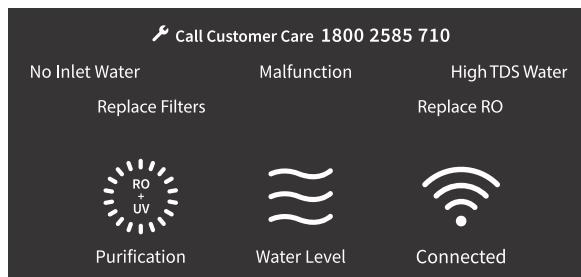 Call Customer Care 1800 2585 710
No Inlet Water Malfunction High TDS Water
Replace Filters Replace RO
RO
+
UV
Purification Water Level Connected